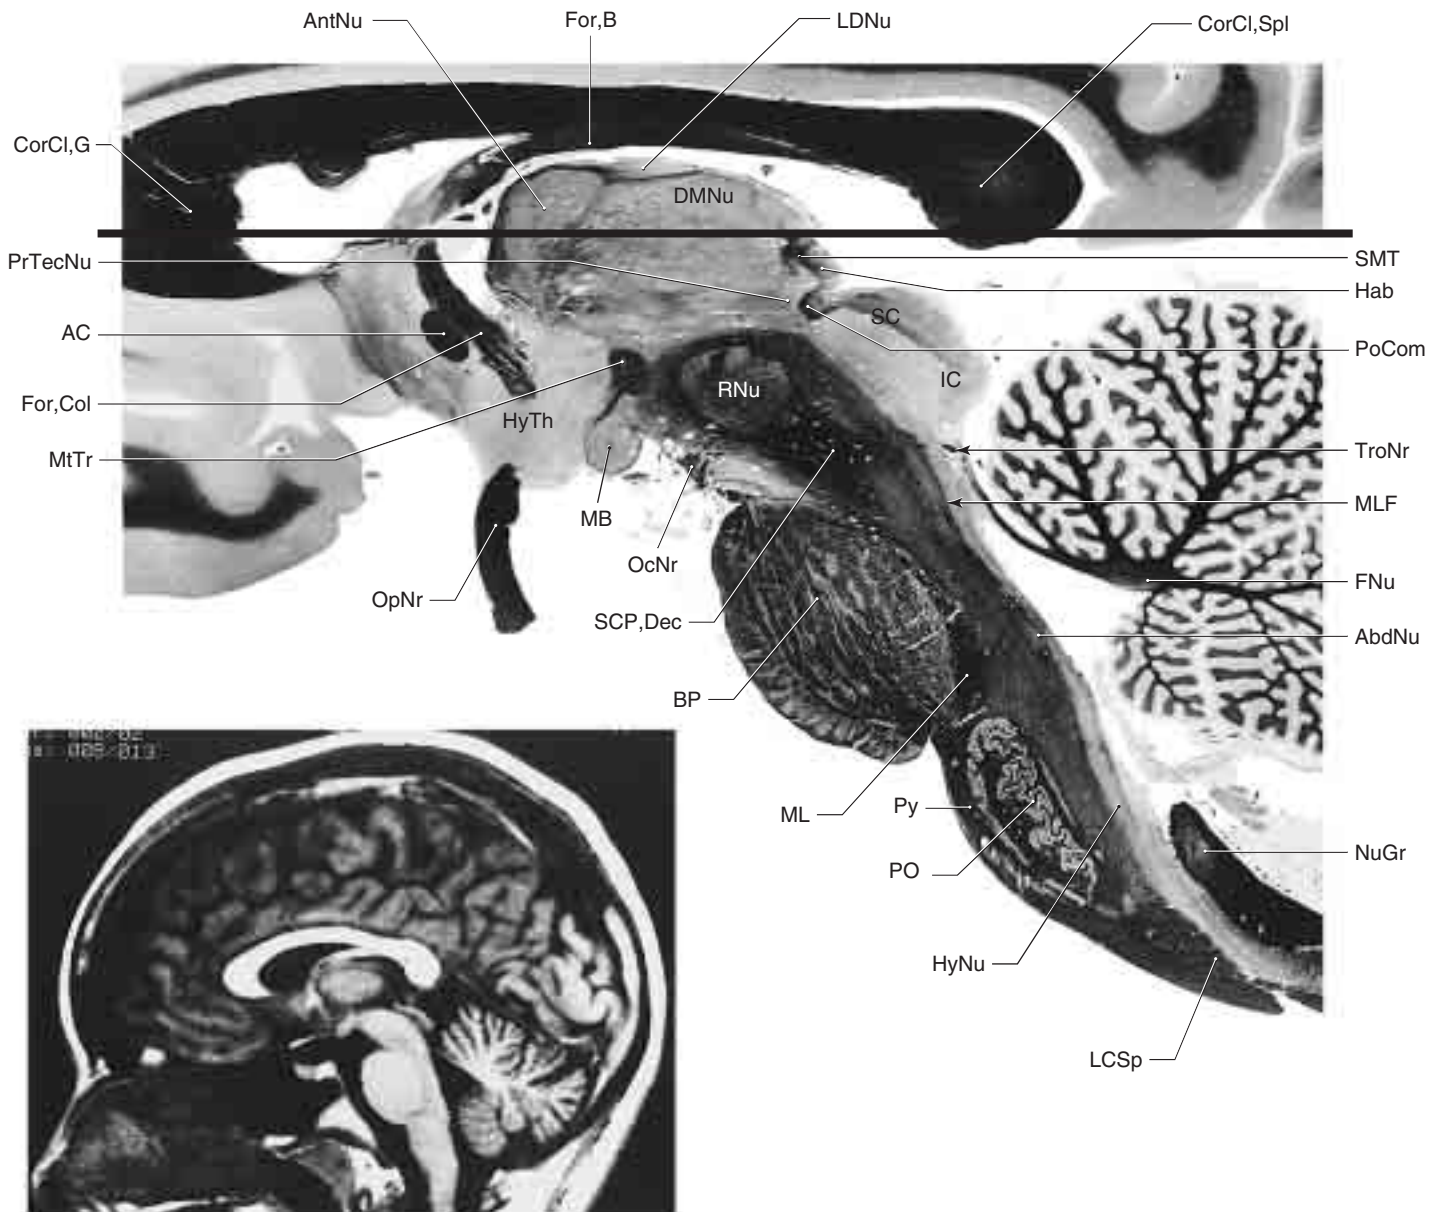 AntNu
For,B
LDNu
CorCl,Spl
CorCl,G
DMNu
PrTecNu
SMT
Hab
AC
SC
PoCom
RNu
IC
For,Col
HyTh
MtTr
TroNr
MB
MLF
OcNr
OpNr
FNu
SCP,Dec
AbdNu
BP
ML
Py
PO
NuGr
HyNu
LCSp